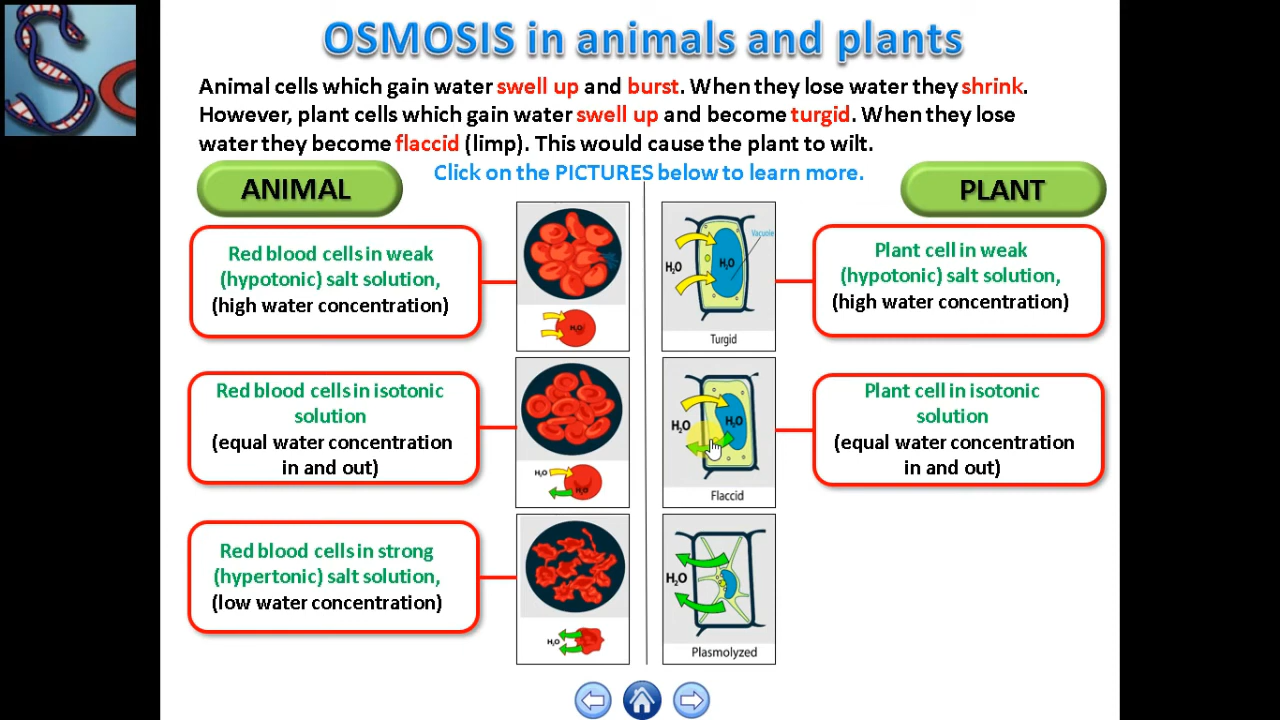 OSMOSIS in animals and plants
Animal cells which gain water swell up and burst. When they lose water they shrink.
However, plant cells which gain water swell up and become turgid. When they lose
water they become flaccid (limp). This would cause the plant to wilt.
Click on the PICTURES below to learn more.
ANIMAL
PLANT
Red blood cells in weak
(hypotonic) salt solution,
(high water concentration)
H₂O
Vacuole
H₂O
H₂O
Turgid
Plant cell in weak
(hypotonic) salt solution,
(high water concentration)
Red blood cells in isotonic
solution
(equal water concentration
in and out)
H₂O
H₂O
H₂O
H₂O
Flaccid
Plant cell in isotonic
solution
(equal water concentration
in and out)
Red blood cells in strong
(hypertonic) salt solution,
(low water concentration)
H₂O
H₂O
Plasmolyzed